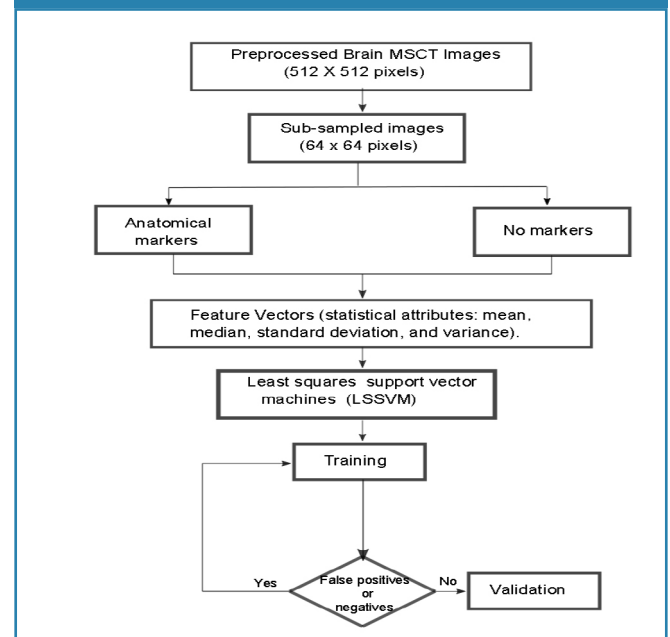 Preprocessed Brain MSCT Images
(512 X 512 pixels)
Sub-sampled images
(64 x 64 pixels)
Anatomical
markers
No markers
Feature Vectors (statistical attributes: mean,
median, standard deviation, and variance).
Least squares support vector
machines (LSSVM)
Training
False positives
or
negatives
Yes
No
Validation